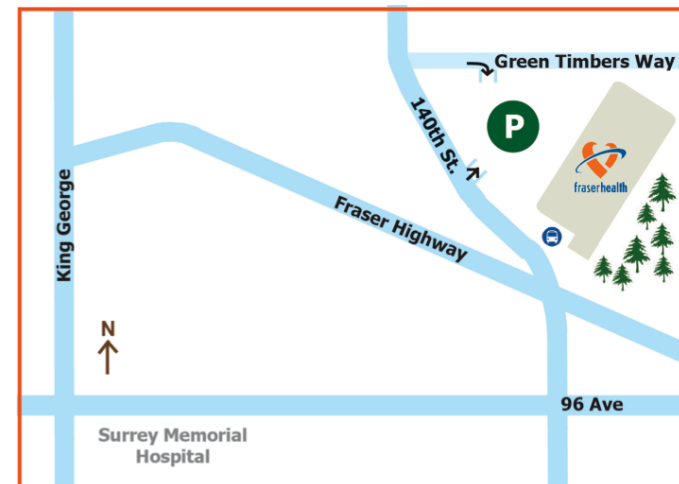 Green Timbers Way
140th St.
P
fraserhealth
King George
Fraser Highway
N
96 Ave
Surrey Memorial
Hospital